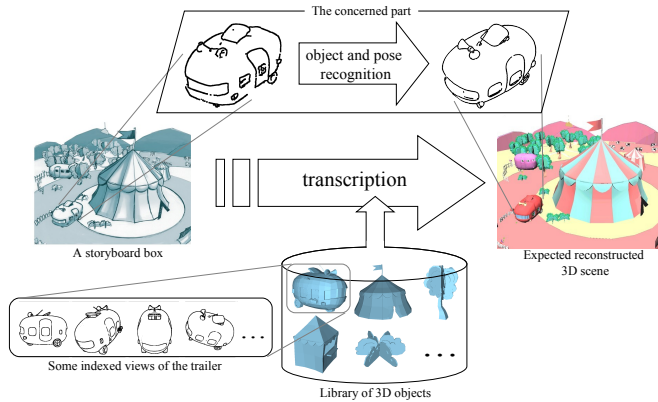 The concerned part
object and pose
recognition
transcription
A storyboard box
Expected reconstructed
3D scene
Some indexed views of the trailer
Library of 3D objects